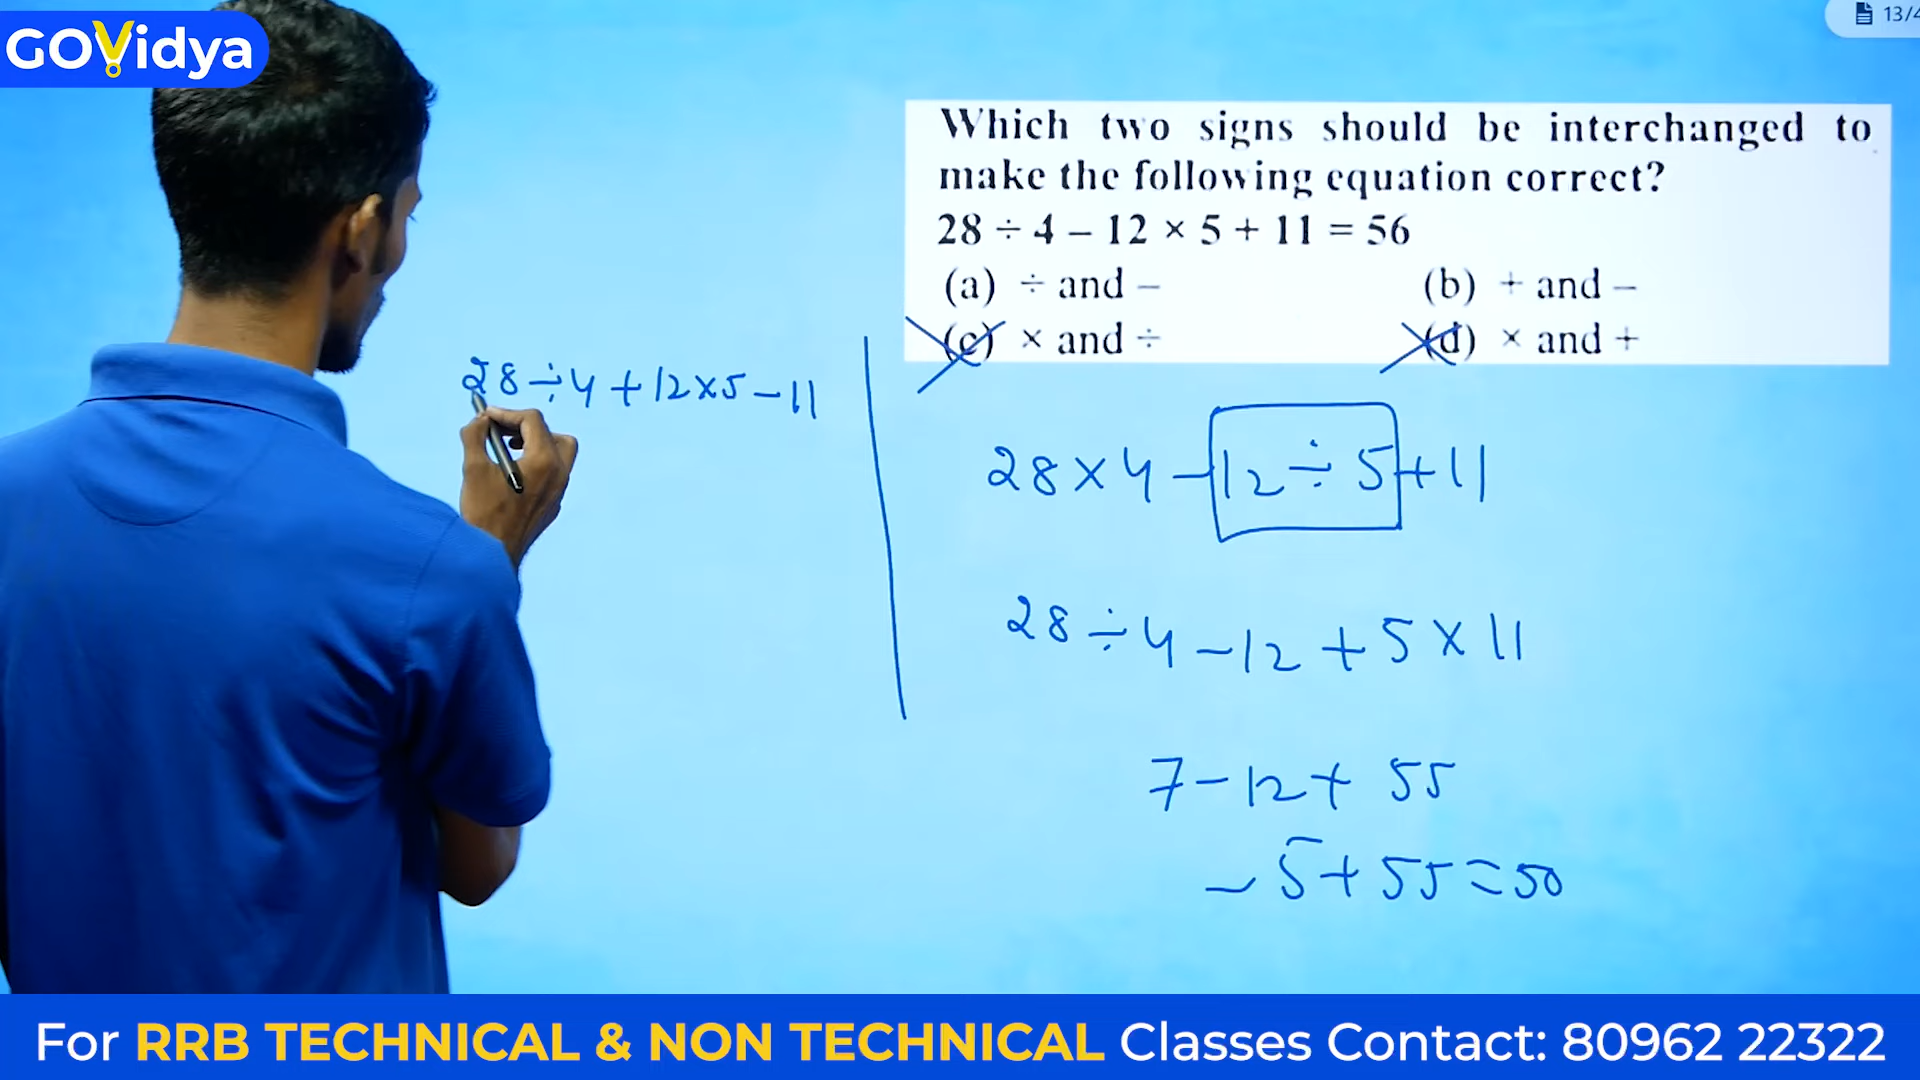 GOVidya
13/4
Which two signs should be interchanged to
make the following equation correct?
28 ÷ 4 – 12 × 5 + 11 = 56
(a) ÷ and –
(b) + and –
(c) × and ÷
(d) × and +
28÷4+12×5-11
28×4-12÷5+11
28÷4-12+5×11
7-12+55
-5+55=50
For RRB TECHNICAL & NON TECHNICAL Classes Contact: 80962 22322